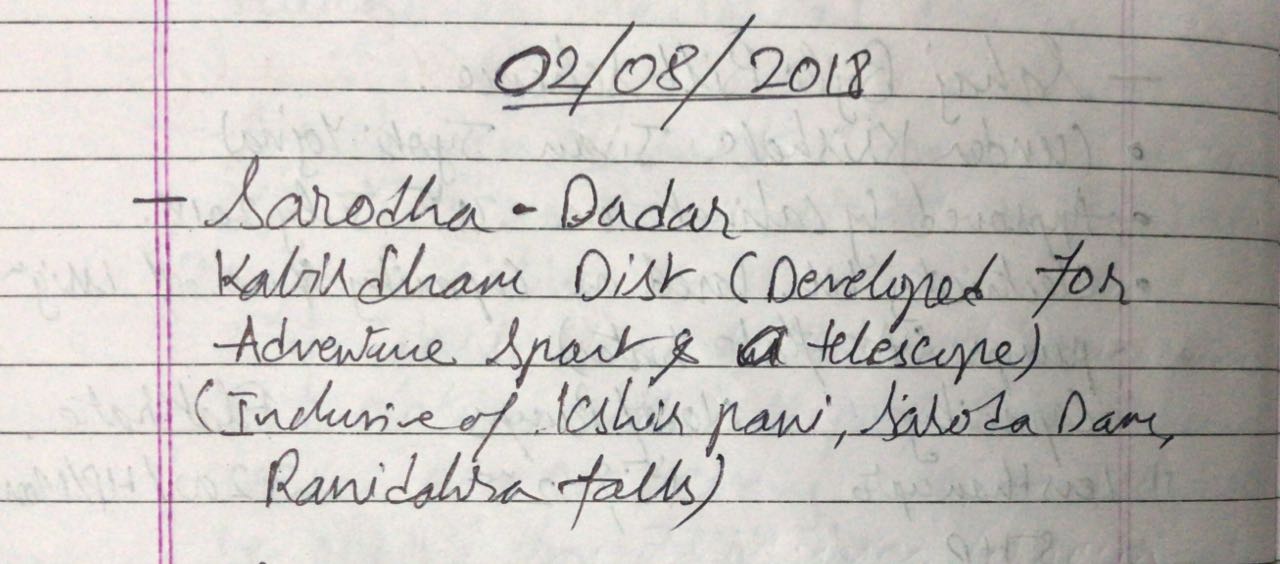 02/08/2018
- Sarodha - Dadar
Kabirdham Dist (Developed for
Adventure Sport & a telescope)
(Inclusive of Kshir pani, Saroda Dam,
Ranidahra falls)